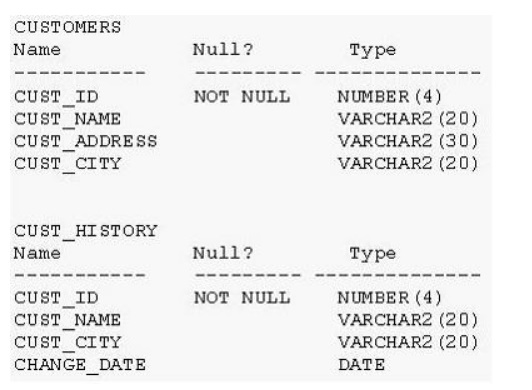 CUSTOMERS
Name Null? Type
----------- --------- --------------
CUST_ID NOT NULL NUMBER(4)
CUST_NAME VARCHAR2(20)
CUST_ADDRESS VARCHAR2(30)
CUST_CITY VARCHAR2(20)
CUST_HISTORY
Name Null? Type
----------- --------- --------------
CUST_ID NOT NULL NUMBER(4)
CUST_NAME VARCHAR2(20)
CUST_CITY VARCHAR2(20)
CHANGE_DATE DATE